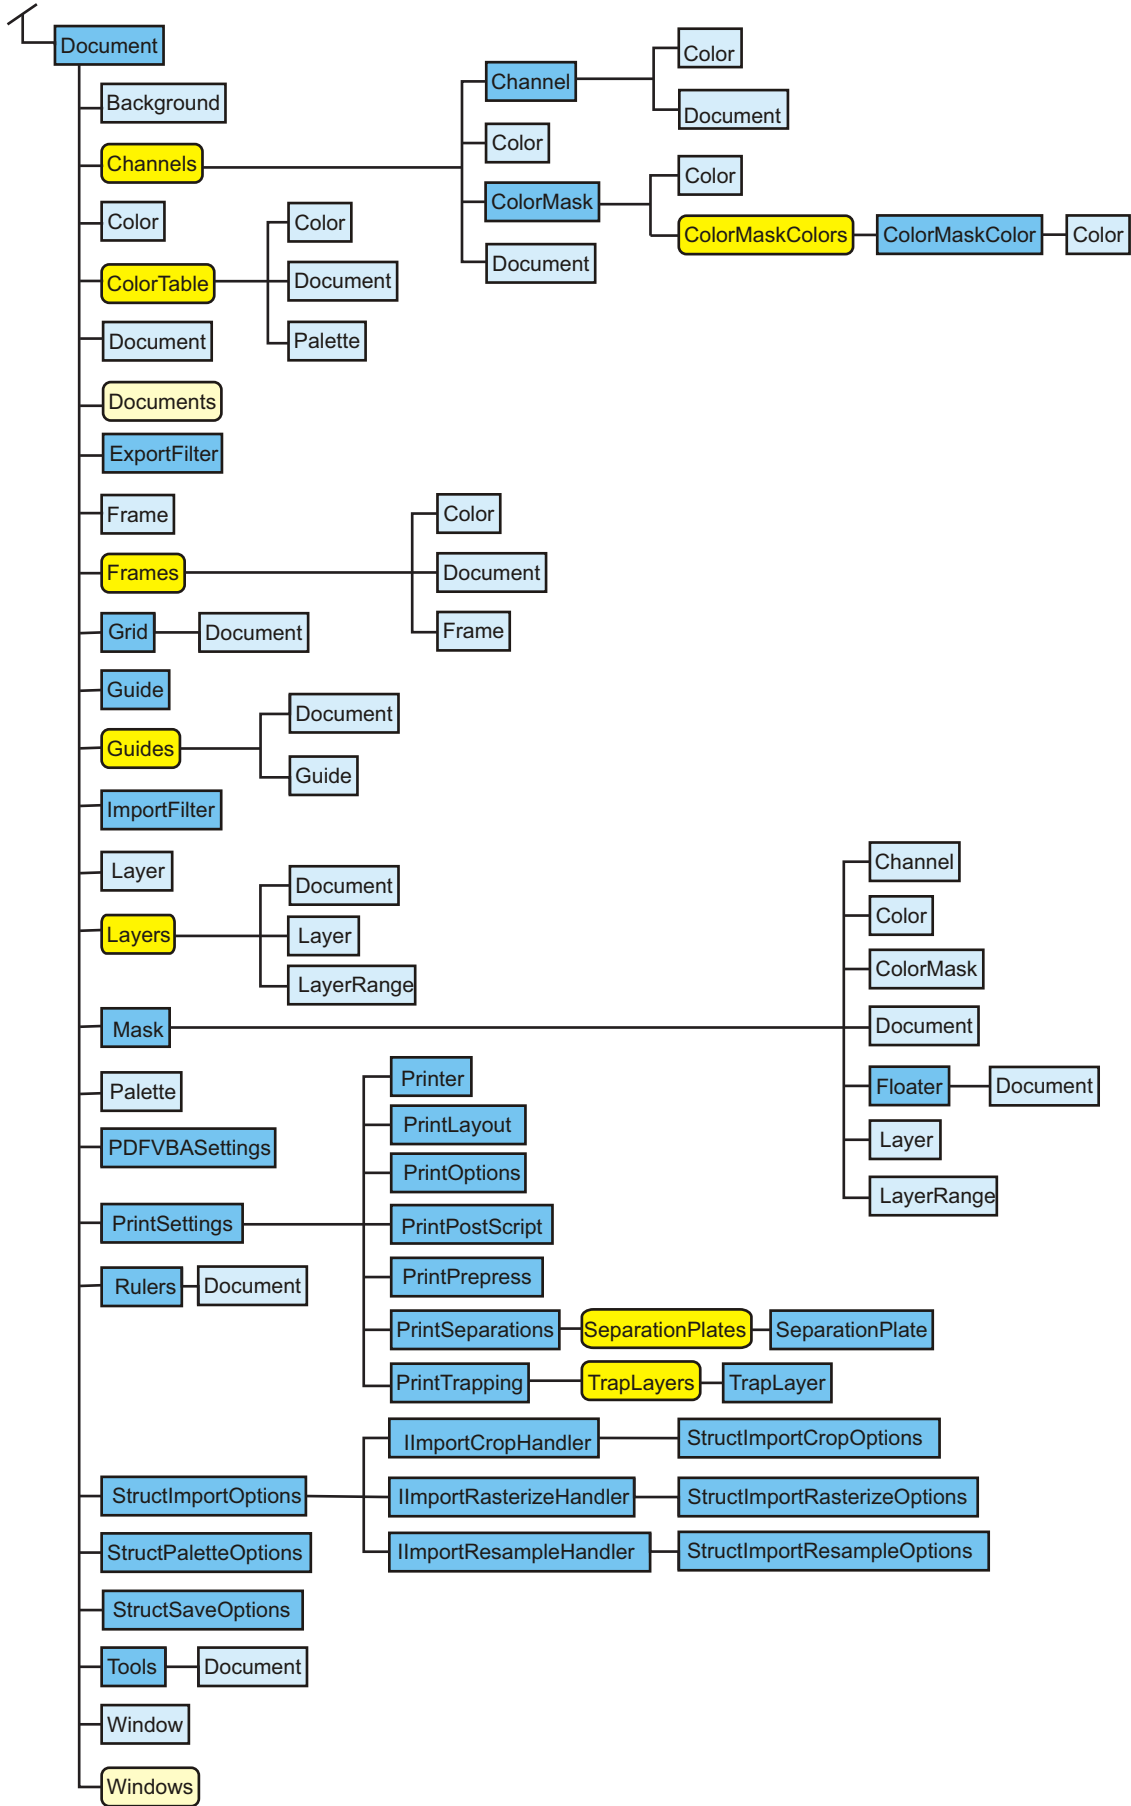 Document
Background
Channels
Channel
Color
Document
Color
ColorMask
Color
ColorMaskColors
ColorMaskColor
Color
Document
Color
ColorTable
Color
Document
Palette
Document
Documents
ExportFilter
Frame
Frames
Color
Document
Frame
Grid
Document
Guide
Guides
Document
Guide
ImportFilter
Layer
Layers
Document
Layer
LayerRange
Mask
Channel
Color
ColorMask
Document
Floater
Document
Layer
LayerRange
Palette
PDFVBASettings
PrintSettings
Printer
PrintLayout
PrintOptions
PrintPostScript
PrintPrepress
PrintSeparations
SeparationPlates
SeparationPlate
PrintTrapping
TrapLayers
TrapLayer
Rulers
Document
StructImportOptions
IImportCropHandler
StructImportCropOptions
IImportRasterizeHandler
StructImportRasterizeOptions
IImportResampleHandler
StructImportResampleOptions
StructPaletteOptions
StructSaveOptions
Tools
Document
Window
Windows